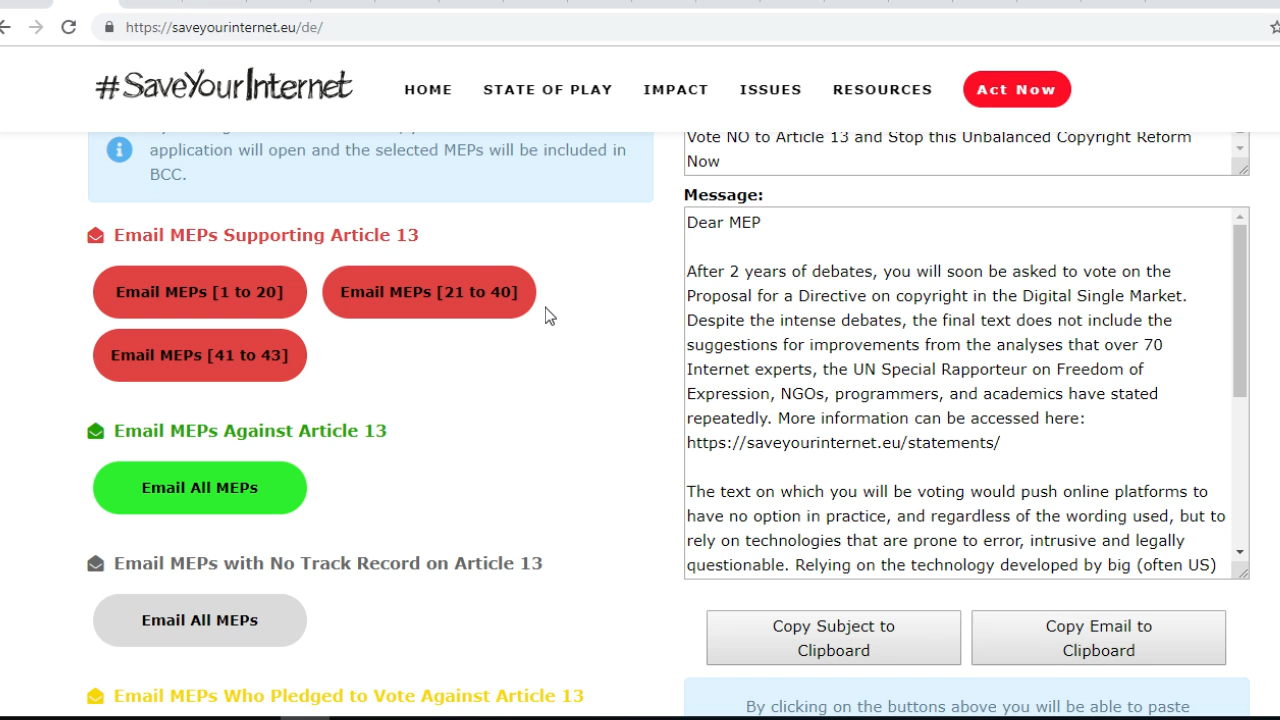 https://saveyourinternet.eu/de/
#SaveYourInternet
HOME STATE OF PLAY IMPACT ISSUES RESOURCES Act Now
application will open and the selected MEPs will be included in
BCC.
Email MEPs Supporting Article 13
Email MEPs [1 to 20] Email MEPs [21 to 40]
Email MEPs [41 to 43]
Email MEPs Against Article 13
Email All MEPs
Email MEPs with No Track Record on Article 13
Email All MEPs
Email MEPs Who Pledged to Vote Against Article 13
Vote NO to Article 13 and Stop this Unbalanced Copyright Reform
Now
Message:
Dear MEP
After 2 years of debates, you will soon be asked to vote on the
Proposal for a Directive on copyright in the Digital Single Market.
Despite the intense debates, the final text does not include the
suggestions for improvements from the analyses that over 70
Internet experts, the UN Special Rapporteur on Freedom of
Expression, NGOs, programmers, and academics have stated
repeatedly. More information can be accessed here:
https://saveyourinternet.eu/statements/
The text on which you will be voting would push online platforms to
have no option in practice, and regardless of the wording used, but to
rely on technologies that are prone to error, intrusive and legally
questionable. Relying on the technology developed by big (often US)
Copy Subject to
Clipboard
Copy Email to
Clipboard
By clicking on the buttons above you will be able to paste